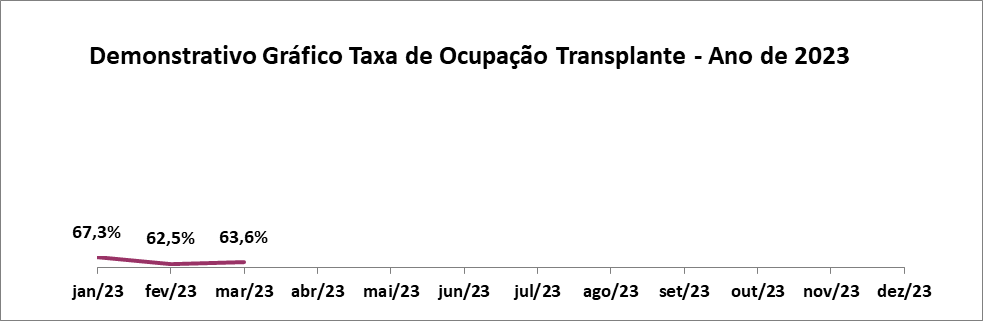 Demonstrativo Gráfico Taxa de Ocupação Transplante - Ano de 2023
67,3% 62,5% 63,6%
jan/23 fev/23 mar/23 abr/23 mai/23 jun/23 jul/23 ago/23 set/23 out/23 nov/23 dez/23